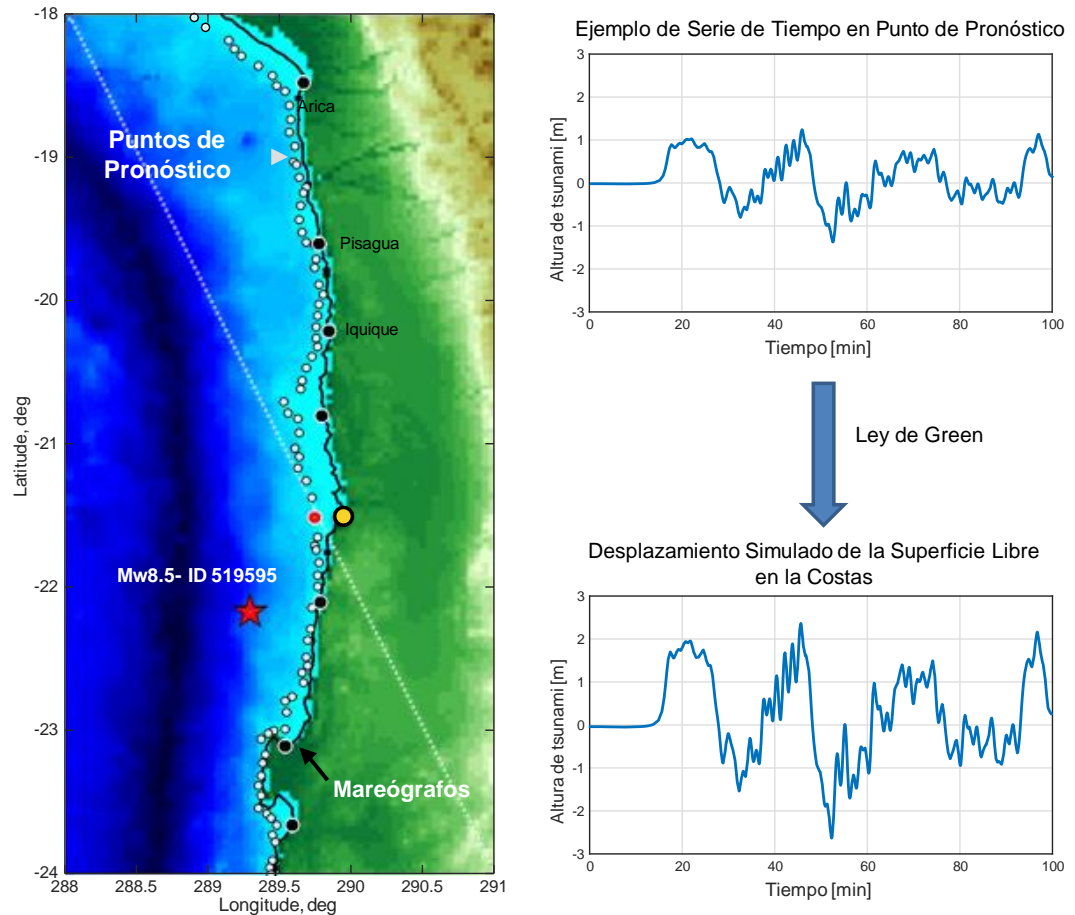 -18
-19
-20
-21
-22
-23
-24
Latitude, deg
288
288.5
289
289.5
290
290.5
291
Longitude, deg
Arica
Puntos de
Pronóstico
Pisagua
Iquique
Mw8.5- ID 519595
Mareógrafos
Ejemplo de Serie de Tiempo en Punto de Pronóstico
3
2
1
0
-1
-2
-3
Altura de tsunami [m]
0
20
40
60
80
100
Tiempo [min]
Ley de Green
Desplazamiento Simulado de la Superficie Libre
en la Costas
3
2
1
0
-1
-2
-3
Altura de tsunami [m]
0
20
40
60
80
100
Tiempo [min]